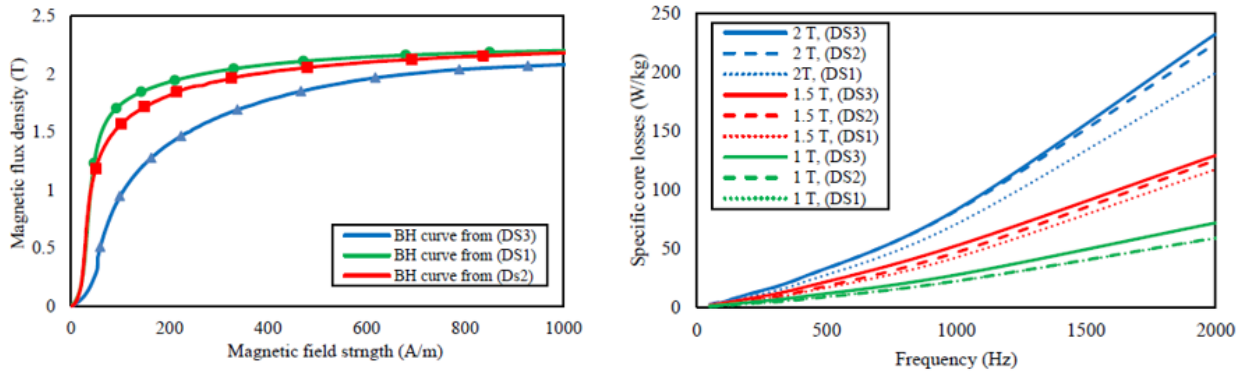 2.5
2
1.5
1
0.5
0
0 200 400 600 800 1000
Magnetic flux density (T)
Magnetic field strngth (A/m)
BH curve from (DS3)
BH curve from (DS1)
BH curve from (Ds2)
250
200
150
100
50
0
0 500 1000 1500 2000
Specific core losses (W/kg)
Frequency (Hz)
2 T, (DS3)
2 T, (DS2)
2T, (DS1)
1.5 T, (DS3)
1.5 T, (DS2)
1.5 T, (DS1)
1 T, (DS3)
1 T, (DS2)
1 T, (DS1)